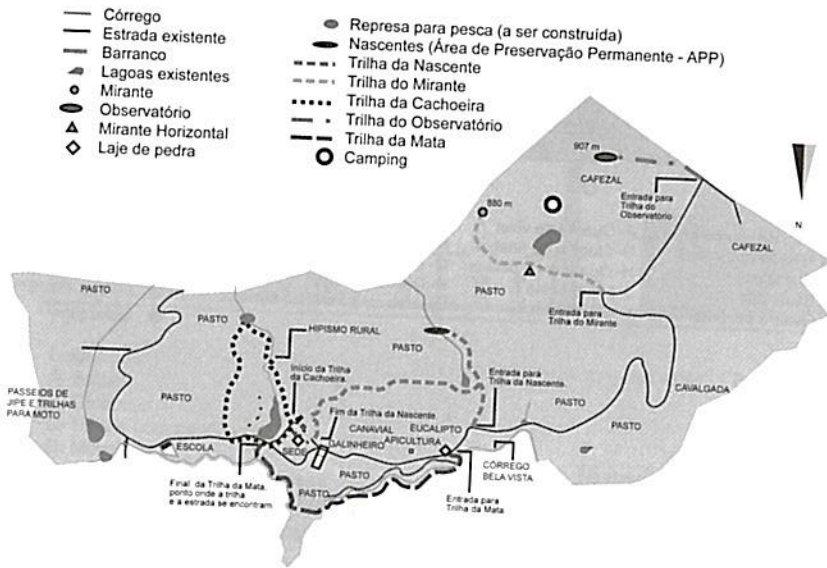 Córrego
Estrada existente
Barranco
Lagoas existentes
Mirante
Observatório
Mirante Horizontal
Laje de pedra
Represa para pesca (a ser construída)
Nascentes (Área de Preservação Permanente - APP)
Trilha da Nascente
Trilha do Mirante
Trilha da Cachoeira
Trilha do Observatório
Trilha da Mata
Camping
907 m
CAFEZAL
Entrada para
Trilha do
Observatório
N
880 m
CAFEZAL
PASTO
PASTO
Entrada para
Trilha do Mirante
PASTO
HIPISMO RURAL
PASTO
PASSEIOS DE
JIPE E TRILHAS
PARA MOTO
PASTO
Início da Trilha
da Cachoeira.
Entrada para
Trilha da Nascente.
CAVALGADA
PASTO
PASTO
Fim da Trilha da Nascente
CANAVIAL
EUCALIPTO
APICULTURA
ESCOLA
SEDE
GALINHEIRO
CÓRREGO
BELA VISTA
PASTO
PASTO
Final da Trilha da Mata,
ponto onde a trilha
e a estrada se encontram
Entrada para
Trilha da Mata